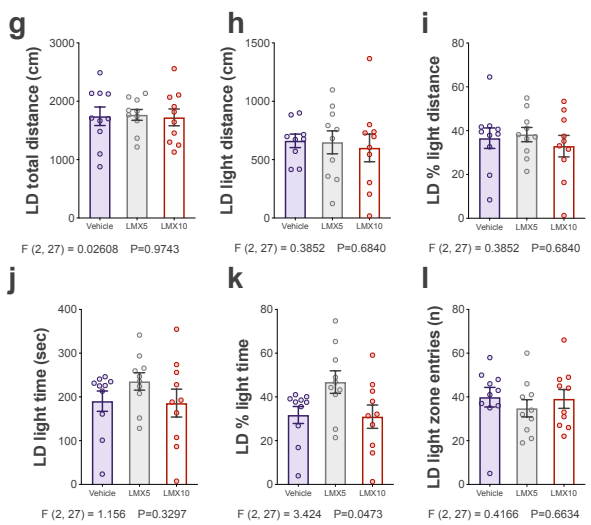 g
h
i
LD total distance (cm)
3000
2000
1000
0
Vehicle LMX5 LMX10
F (2, 27) = 0.02608 P=0.9743
LD light distance (cm)
1500
1000
500
0
Vehicle LMX5 LMX10
F (2, 27) = 0.3852 P=0.6840
LD % light distance
80
60
40
20
0
Vehicle LMX5 LMX10
F (2, 27) = 0.3852 P=0.6840
j
k
l
LD light time (sec)
400
300
200
100
0
Vehicle LMX5 LMX10
F (2, 27) = 1.156 P=0.3297
LD % light time
80
60
40
20
0
Vehicle LMX5 LMX10
F (2, 27) = 3.424 P=0.0473
LD light zone entries (n)
80
60
40
20
0
Vehicle LMX5 LMX10
F (2, 27) = 0.4166 P=0.6634